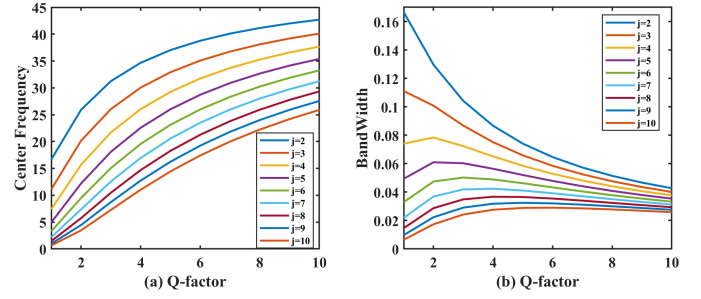 45
40
35
30
25
20
15
10
5
0
Center Frequency
j=2
j=3
j=4
j=5
j=6
j=7
j=8
j=9
j=10
2
4
6
8
10
(a) Q-factor
0.16
0.14
0.12
0.1
0.08
0.06
0.04
0.02
0
BandWidth
j=2
j=3
j=4
j=5
j=6
j=7
j=8
j=9
j=10
2
4
6
8
10
(b) Q-factor